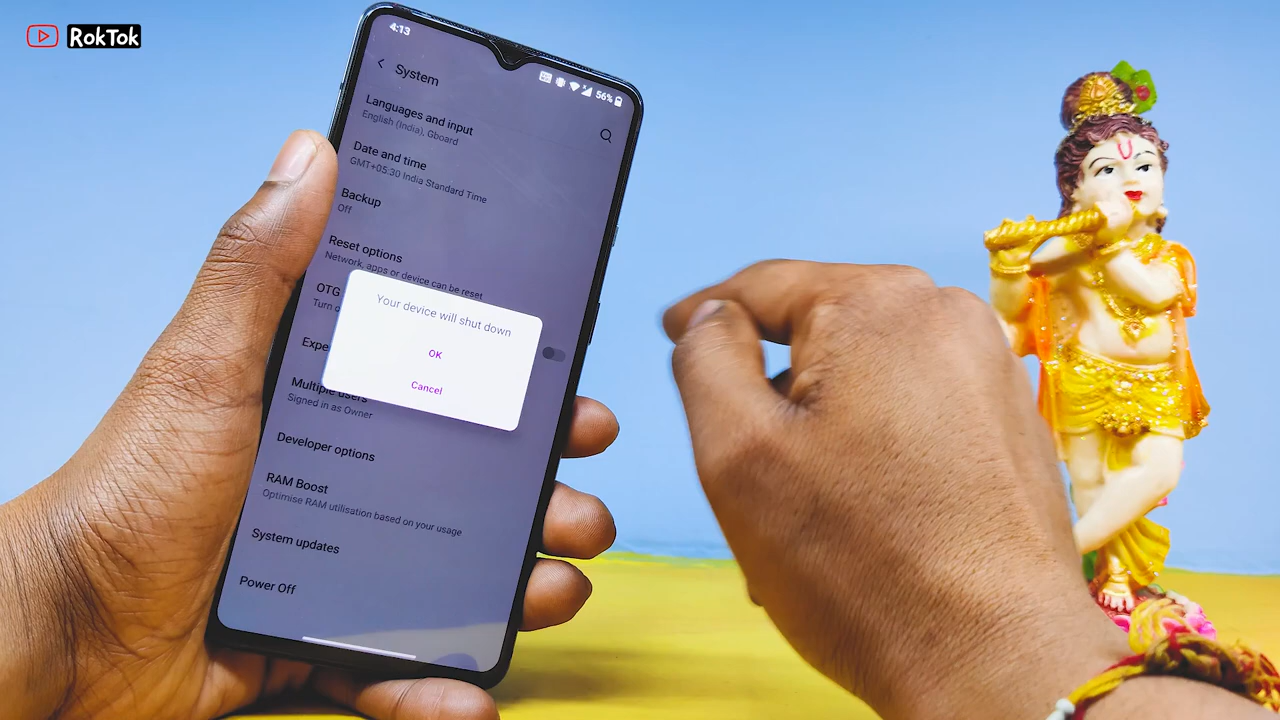 RokTok
4:13
56%
System
Languages and input
English (India), Gboard
Date and time
GMT+05:30 India Standard Time
Backup
Off
Reset options
Network, apps or device can be reset
OTG
Turn
Your device will shut down
OK
Cancel
Multiple users
Signed in as Owner
Developer options
RAM Boost
Optimise RAM utilisation based on your usage
System updates
Power Off